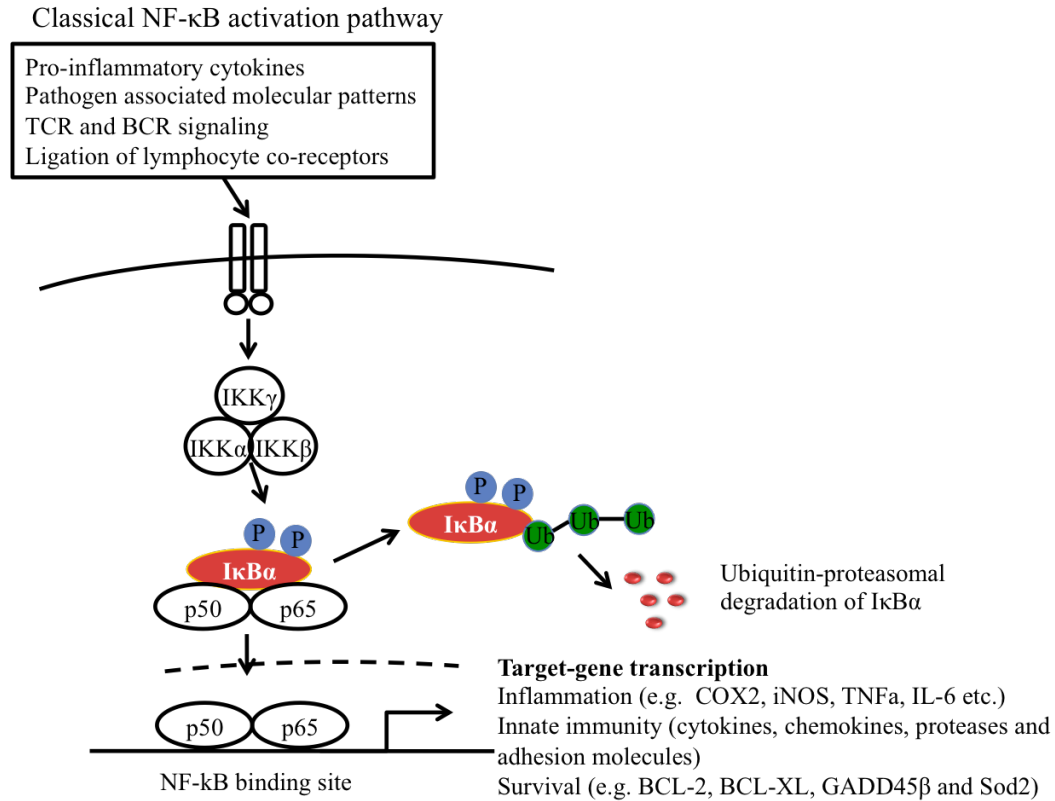 Classical NF-κB activation pathway
Pro-inflammatory cytokines
Pathogen associated molecular patterns
TCR and BCR signaling
Ligation of lymphocyte co-receptors
IKKγ
IKKα IKKβ
P P
IκBα
p50 p65
P P
IκBα
Ub Ub Ub
Ubiquitin-proteasomal
degradation of IκBα
p50 p65
NF-kB binding site
Target-gene transcription
Inflammation (e.g. COX2, iNOS, TNFa, IL-6 etc.)
Innate immunity (cytokines, chemokines, proteases and
adhesion molecules)
Survival (e.g. BCL-2, BCL-XL, GADD45β and Sod2)